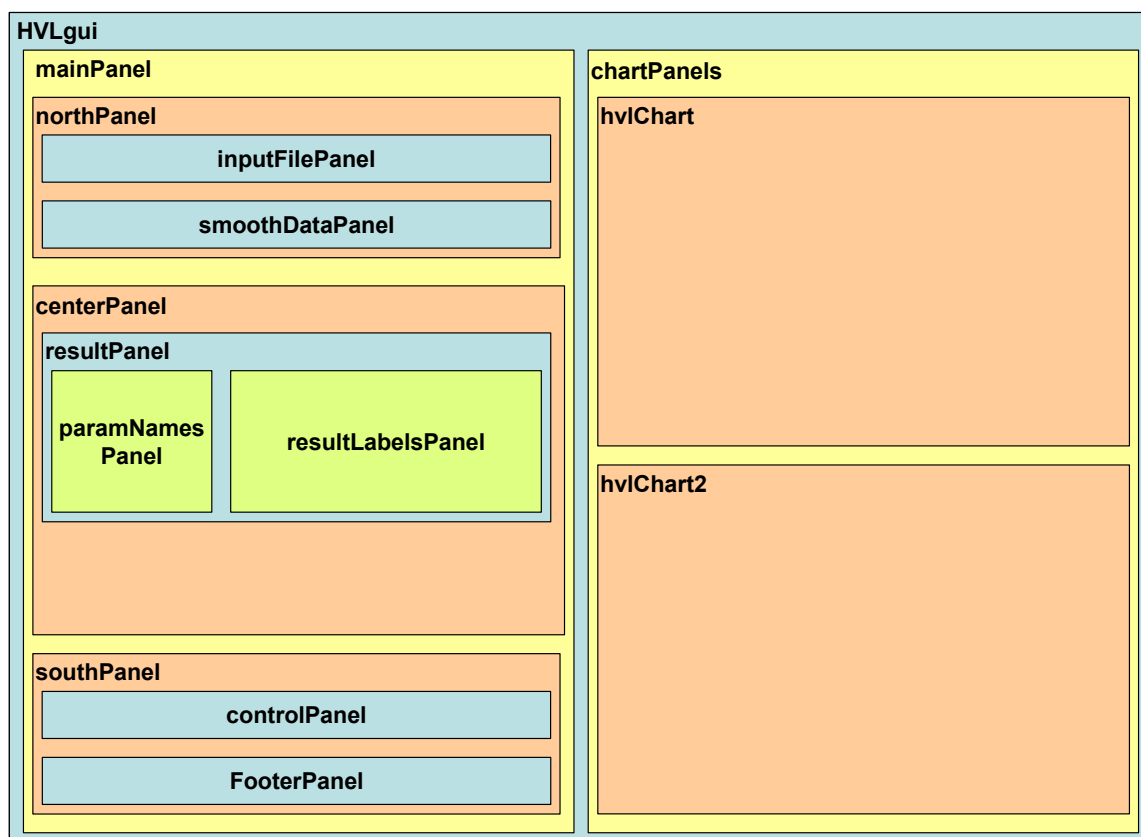 HVLgui
mainPanel
northPanel
inputFilePanel
smoothDataPanel
centerPanel
resultPanel
paramNames
Panel
resultLabelsPanel
southPanel
controlPanel
FooterPanel
chartPanels
hvlChart
hvlChart2